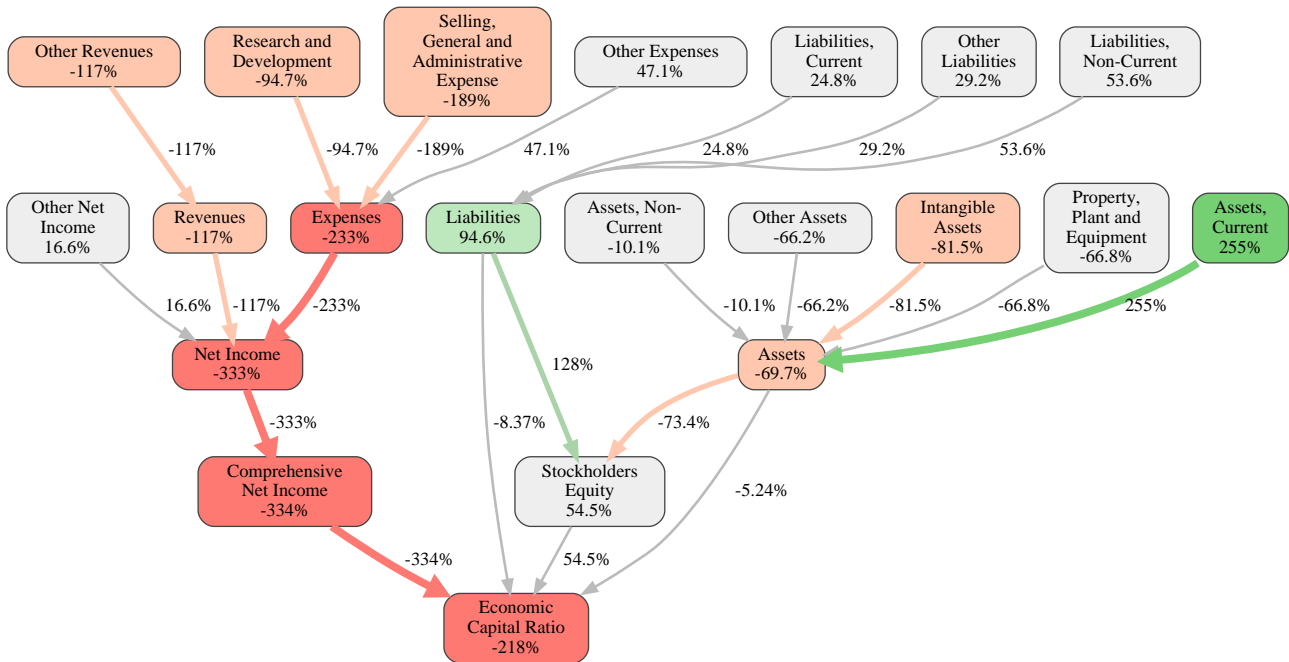 Other Revenues
-117%
Research and
Development
-94.7%
Selling,
General and
Administrative
Expense
-189%
Other Expenses
47.1%
Liabilities,
Current
24.8%
Other
Liabilities
29.2%
Liabilities,
Non-Current
53.6%
-117%
-94.7%
-189%
47.1%
24.8%
29.2%
53.6%
Other Net
Income
16.6%
Revenues
-117%
Expenses
-233%
Liabilities
94.6%
Assets, Non-
Current
-10.1%
Other Assets
-66.2%
Intangible
Assets
-81.5%
Property,
Plant and
Equipment
-66.8%
Assets,
Current
255%
16.6%
-117%
-233%
-10.1%
-66.2%
-81.5%
-66.8%
255%
Net Income
-333%
128%
Assets
-69.7%
-333%
-8.37%
-73.4%
Comprehensive
Net Income
-334%
Stockholders
Equity
54.5%
-5.24%
-334%
54.5%
Economic
Capital Ratio
-218%